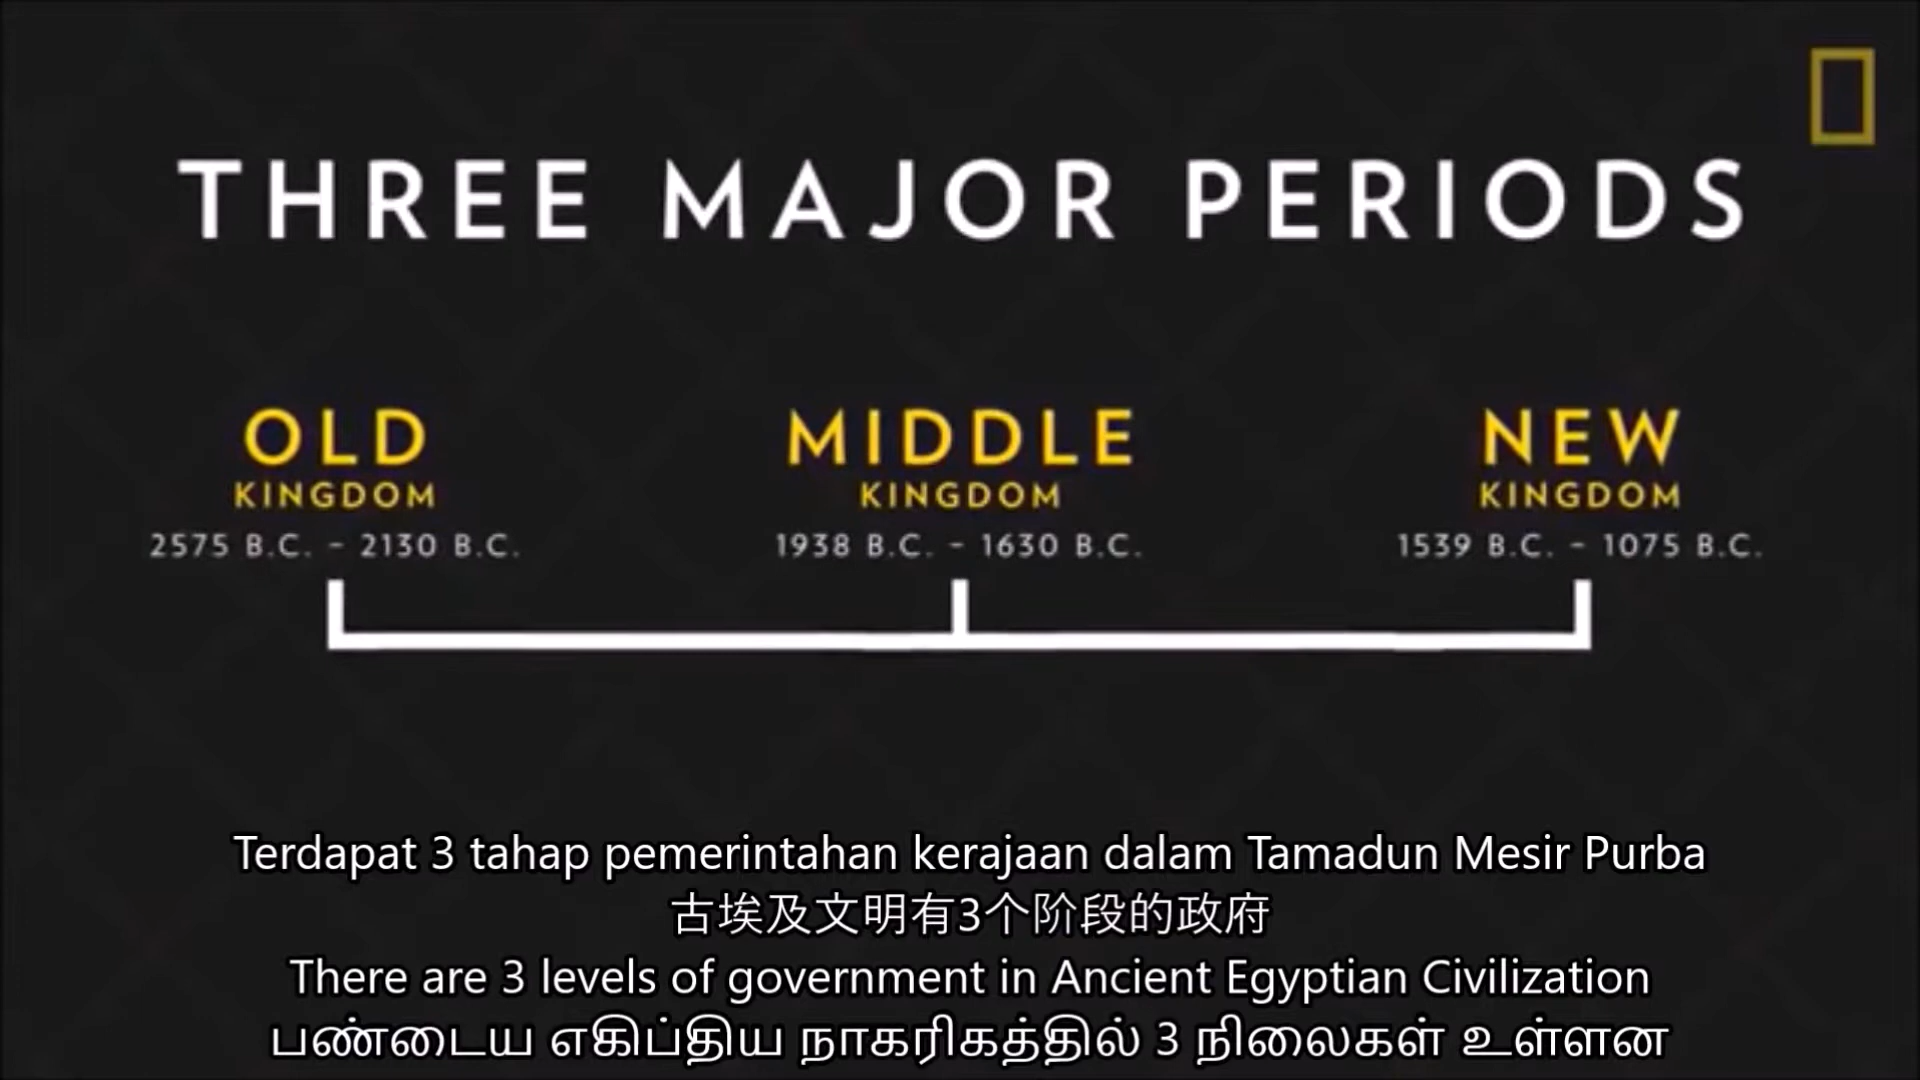 THREE MAJOR PERIODS
OLD
KINGDOM
2575 B.C. - 2130 B.C.
MIDDLE
KINGDOM
1938 B.C. - 1630 B.C.
NEW
KINGDOM
1539 B.C. - 1075 B.C.
Terdapat 3 tahap pemerintahan kerajaan dalam Tamadun Mesir Purba
古埃及文明有3个阶段的政府
There are 3 levels of government in Ancient Egyptian Civilization
பண்டைய எகிப்திய நாகரிகத்தில் 3 நிலைகள் உள்ளன